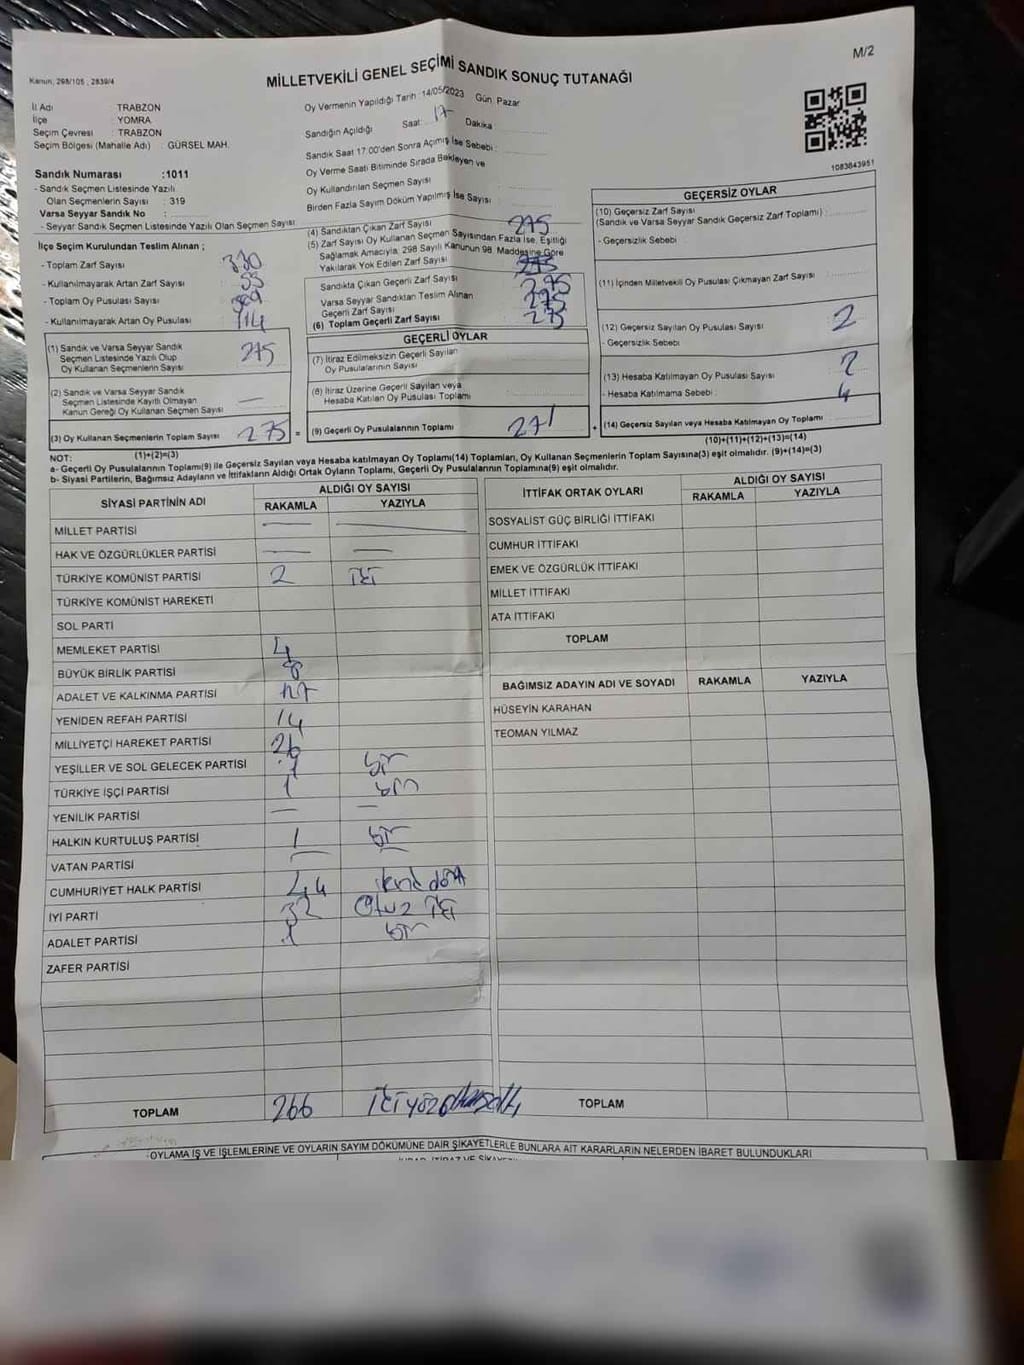 M/2
Kanun, 298/105 , 2839/4
MİLLETVEKİLİ GENEL SEÇİMİ SANDIK SONUÇ TUTANAĞI
1083843951
İl Adı : TRABZON
İlçe : YOMRA
Seçim Çevresi : TRABZON
Seçim Bölgesi (Mahalle Adı) : GÜRSEL MAH.
Sandık Numarası :1011
- Sandık Seçmen Listesinde Yazılı
Olan Seçmenlerin Sayısı : 319
Varsa Seyyar Sandık No :
- Seyyar Sandık Seçmen Listesinde Yazılı Olan Seçmen Sayısı
İlçe Seçim Kurulundan Teslim Alınan ;
- Toplam Zarf Sayısı 330
- Kullanılmayarak Artan Zarf Sayısı
- Toplam Oy Pusulası Sayısı
- Kullanılmayarak Artan Oy Pusulası 114
(1) Sandık ve Varsa Seyyar Sandık
Seçmen Listesinde Yazılı Olup
Oy Kullanan Seçmenlerin Sayısı 275
(2) Sandık ve Varsa Seyyar Sandık
Seçmen Listesinde Kayıtlı Olmayan
Kanun Gereği Oy Kullanan Seçmen Sayısı —
(3) Oy Kullanan Seçmenlerin Toplam Sayısı 275 =
(1)+(2)=(3)
Oy Vermenin Yapıldığı Tarih :14/05/2023 Gün: Pazar
Sandığın Açıldığı Saat: 17 Dakika:
Sandık Saat 17:00'den Sonra Açılmış İse Sebebi :
Oy Verme Saati Bitiminde Sırada Bekleyen ve
Oy Kullandırılan Seçmen Sayısı
Birden Fazla Sayım Döküm Yapılmış İse Sayısı
(4) Sandıktan Çıkan Zarf Sayısı 275
(5) Zarf Sayısı Oy Kullanan Seçmen Sayısından Fazla İse, Eşitliği
Sağlamak Amacıyla; 298 Sayılı Kanunun 98. Maddesine Göre
Yakılarak Yok Edilen Zarf Sayısı
Sandıkta Çıkan Geçerli Zarf Sayısı 275
Varsa Seyyar Sandıktan Teslim Alınan
Geçerli Zarf Sayısı 275
(6) Toplam Geçerli Zarf Sayısı 275
GEÇERLİ OYLAR
(7) İtiraz Edilmeksizin Geçerli Sayılan
Oy Pusulalarının Sayısı
(8) İtiraz Üzerine Geçerli Sayılan veya
Hesaba Katılan Oy Pusulası Toplamı
(9) Geçerli Oy Pusulalarının Toplamı 271 +
GEÇERSİZ OYLAR
(10) Geçersiz Zarf Sayısı
(Sandık ve Varsa Seyyar Sandık Geçersiz Zarf Toplamı) :
- Geçersizlik Sebebi
(11) İçinden Milletvekili Oy Pusulası Çıkmayan Zarf Sayısı
(12) Geçersiz Sayılan Oy Pusulası Sayısı : 2
- Geçersizlik Sebebi :
(13) Hesaba Katılmayan Oy Pusulası Sayısı 2
- Hesaba Katılmama Sebebi : 4
(14) Geçersiz Sayılan veya Hesaba Katılmayan Oy Toplamı
(10)+(11)+(12)+(13)=(14)
NOT:
a- Geçerli Oy Pusulalarının Toplamı(9) ile Geçersiz Sayılan veya Hesaba Katılmayan Oy Toplamı(14) Toplamları, Oy Kullanan Seçmenlerin Toplam Sayısına(3) eşit olmalıdır. (9)+(14)=(3)
b- Siyasi Partilerin, Bağımsız Adayların ve İttifakların Aldığı Ortak Oyların Toplamı, Geçerli Oy Pusulalarının Toplamına(9) eşit olmalıdır.
SİYASİ PARTİNİN ADI
ALDIĞI OY SAYISI
RAKAMLA YAZIYLA
MİLLET PARTİSİ — —
HAK VE ÖZGÜRLÜKLER PARTİSİ — —
TÜRKİYE KOMÜNİST PARTİSİ 2 İKİ
TÜRKİYE KOMÜNİST HAREKETİ
SOL PARTİ
MEMLEKET PARTİSİ 4
BÜYÜK BİRLİK PARTİSİ 8
ADALET VE KALKINMA PARTİSİ 127
YENİDEN REFAH PARTİSİ 14
MİLLİYETÇİ HAREKET PARTİSİ 26
YEŞİLLER VE SOL GELECEK PARTİSİ 1 bir
TÜRKİYE İŞÇİ PARTİSİ 1 bir
YENİLİK PARTİSİ — —
HALKIN KURTULUŞ PARTİSİ 1 bir
VATAN PARTİSİ — —
CUMHURİYET HALK PARTİSİ 44 dört
İYİ PARTİ 32 Otuz İKİ
ADALET PARTİSİ 1 bir
ZAFER PARTİSİ
TOPLAM 266
İTTİFAK ORTAK OYLARI
ALDIĞI OY SAYISI
RAKAMLA YAZIYLA
SOSYALİST GÜÇ BİRLİĞİ İTTİFAKI
CUMHUR İTTİFAKI
EMEK VE ÖZGÜRLÜK İTTİFAKI
MİLLET İTTİFAKI
ATA İTTİFAKI
TOPLAM
BAĞIMSIZ ADAYIN ADI VE SOYADI RAKAMLA YAZIYLA
HÜSEYİN KARAHAN
TEOMAN YILMAZ
TOPLAM
OYLAMA İŞ VE İŞLEMLERİNE VE OYLARIN SAYIM DÖKÜMÜNE DAİR ŞİKAYETLERLE BUNLARA AİT KARARLARIN NELERDEN İBARET BULUNDUKLARI